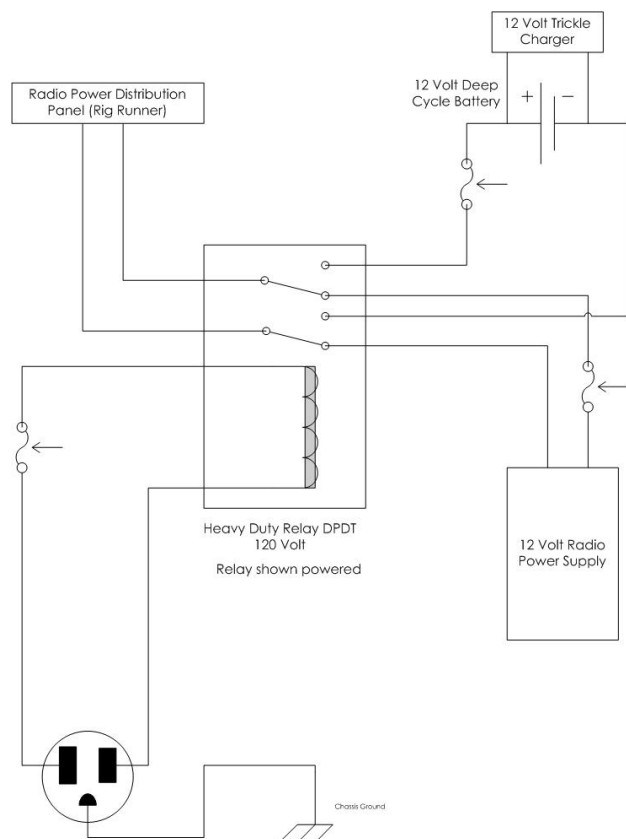 12 Volt Trickle
Charger
12 Volt Deep
Cycle Battery
+ −
Radio Power Distribution
Panel (Rig Runner)
Heavy Duty Relay DPDT
120 Volt
Relay shown powered
12 Volt Radio
Power Supply
Chassis Ground